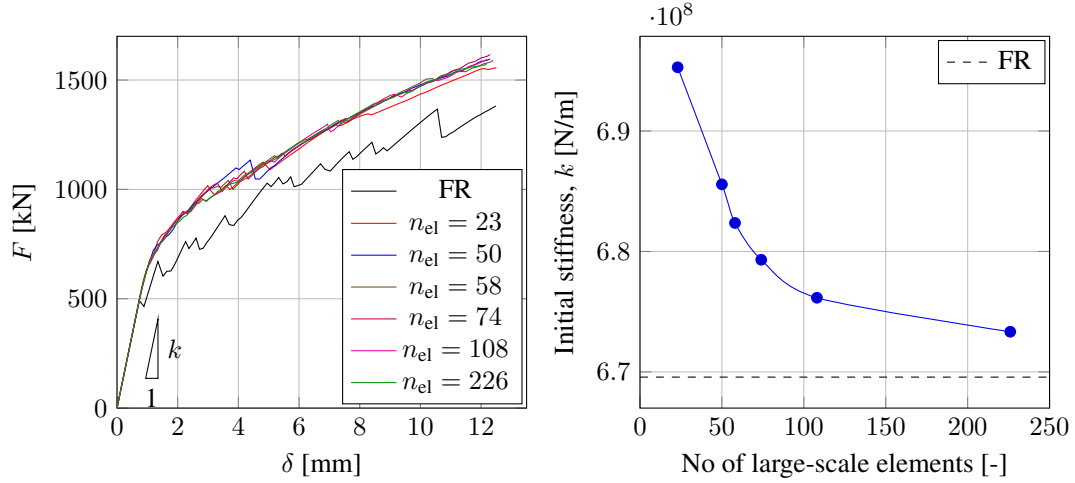 1500
1000
500
0
F [kN]
0 2 4 6 8 10 12
δ [mm]
k
1
FR
n_el = 23
n_el = 50
n_el = 58
n_el = 74
n_el = 108
n_el = 226
·10^8
6.9
6.8
6.7
Initial stiffness, k [N/m]
0 50 100 150 200 250
No of large-scale elements [-]
FR